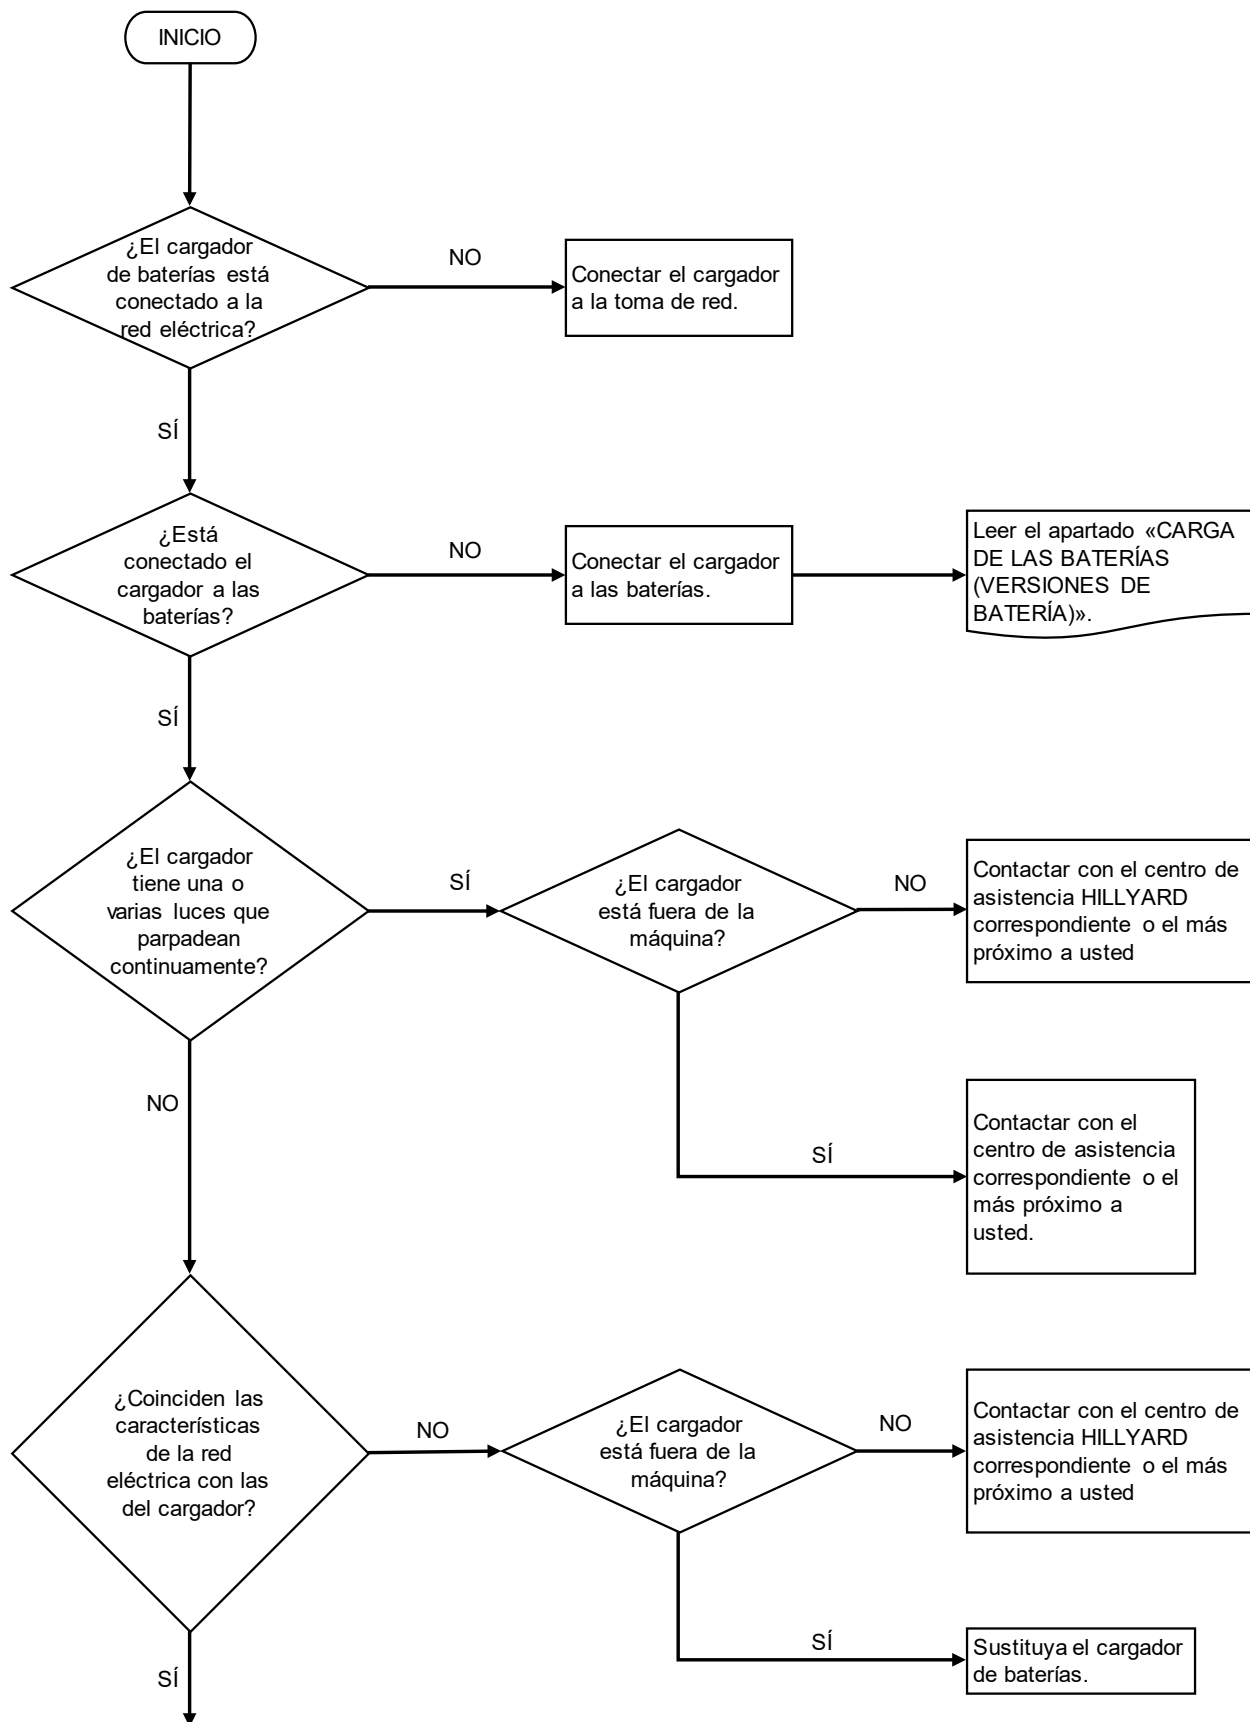 INICIO
¿El cargador
de baterías está
conectado a la
red eléctrica?
NO
Conectar el cargador
a la toma de red.
SÍ
¿Está
conectado el
cargador a las
baterías?
NO
Conectar el cargador
a las baterías.
Leer el apartado «CARGA
DE LAS BATERÍAS
(VERSIONES DE
BATERÍA)».
SÍ
¿El cargador
tiene una o
varias luces que
parpadean
continuamente?
SÍ
¿El cargador
está fuera de la
máquina?
NO
Contactar con el centro de
asistencia HILLYARD
correspondiente o el más
próximo a usted
NO
SÍ
Contactar con el
centro de asistencia
correspondiente o el
más próximo a
usted.
¿Coinciden las
características
de la red
eléctrica con las
del cargador?
NO
¿El cargador
está fuera de la
máquina?
NO
Contactar con el centro de
asistencia HILLYARD
correspondiente o el más
próximo a usted
SÍ
Sustituya el cargador
de baterías.
SÍ